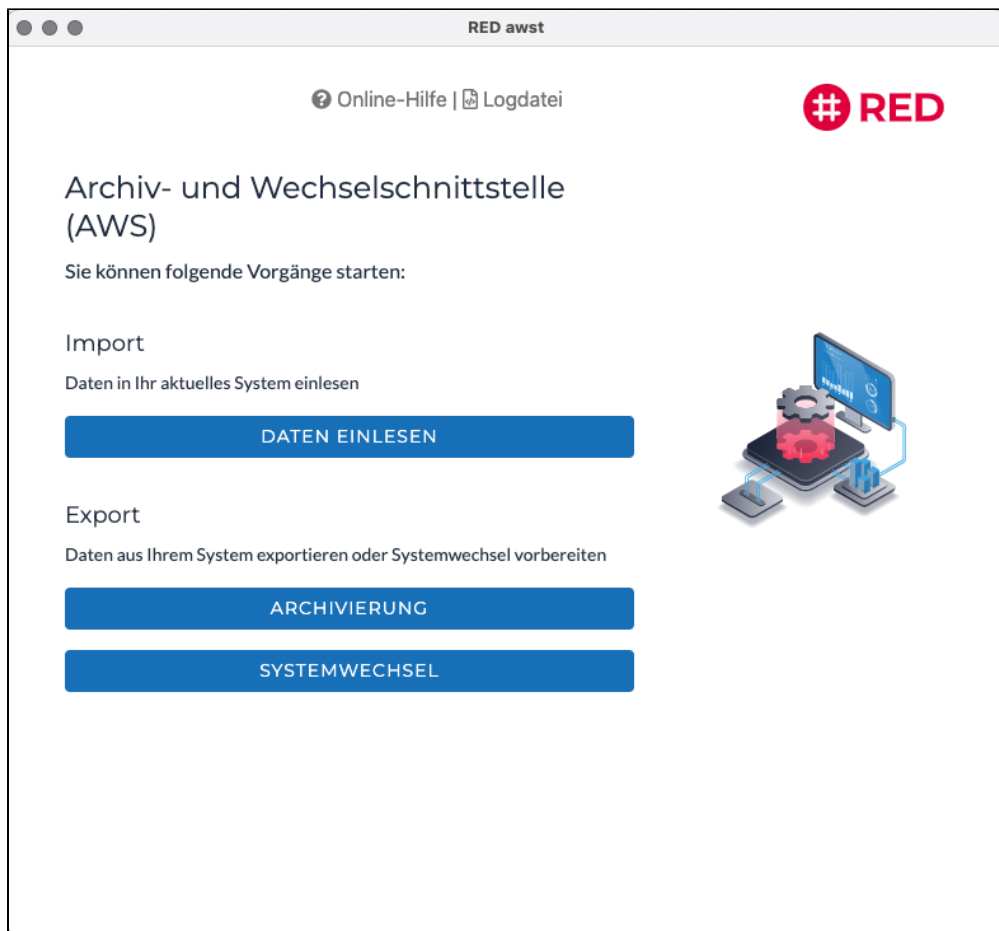 RED awst
Online-Hilfe | Logdatei
# RED
Archiv- und Wechselschnittstelle
(AWS)
Sie können folgende Vorgänge starten:
Import
Daten in Ihr aktuelles System einlesen
DATEN EINLESEN
Export
Daten aus Ihrem System exportieren oder Systemwechsel vorbereiten
ARCHIVIERUNG
SYSTEMWECHSEL